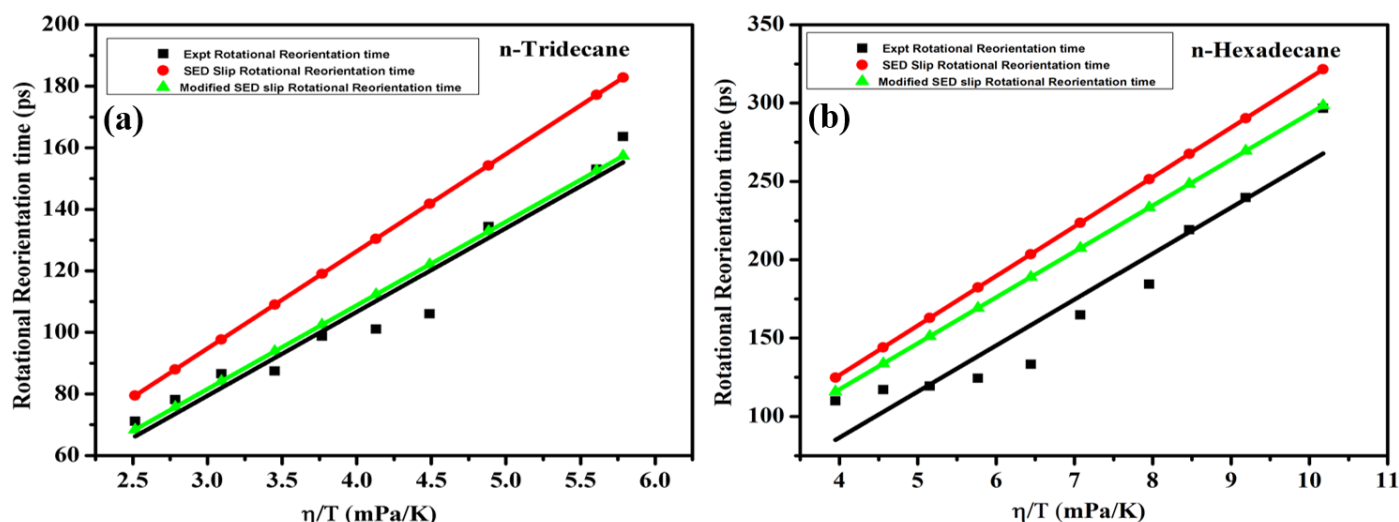 200
180
160
140
120
100
80
60
Rotational Reorientation time (ps)
n-Tridecane
Expt Rotational Reorientation time
SED Slip Rotational Reorientation time
Modified SED slip Rotational Reorientation time
(a)
2.5 3.0 3.5 4.0 4.5 5.0 5.5 6.0
η/T (mPa/K)
350
300
250
200
150
100
Rotational Reorientation time (ps)
n-Hexadecane
Expt Rotational Reorientation time
SED Slip Rotational Reorientation time
Modified SED slip Rotational Reorientation time
(b)
4 5 6 7 8 9 10 11
η/T (mPa/K)